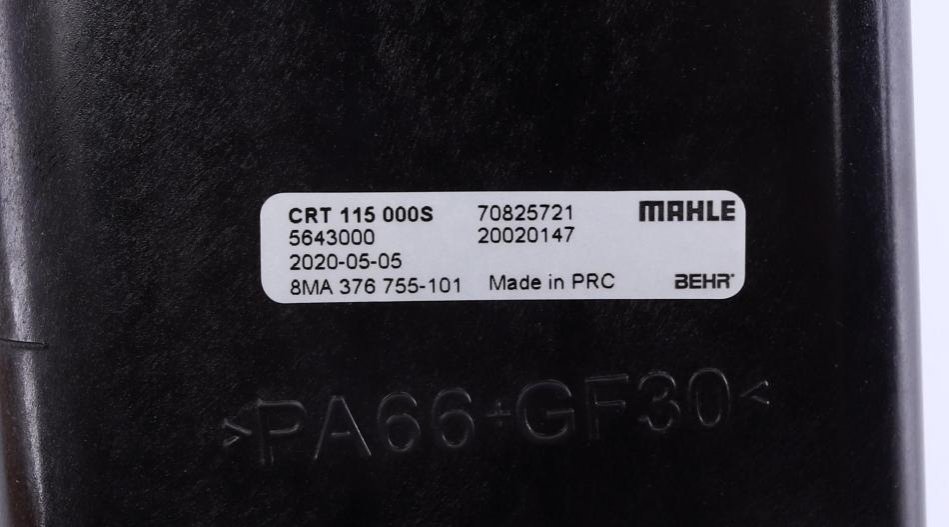 CRT 115 000S 70825721 MAHLE
5643000 20020147
2020-05-05
8MA 376 755-101 Made in PRC BEHR®
>PA66+GF30<